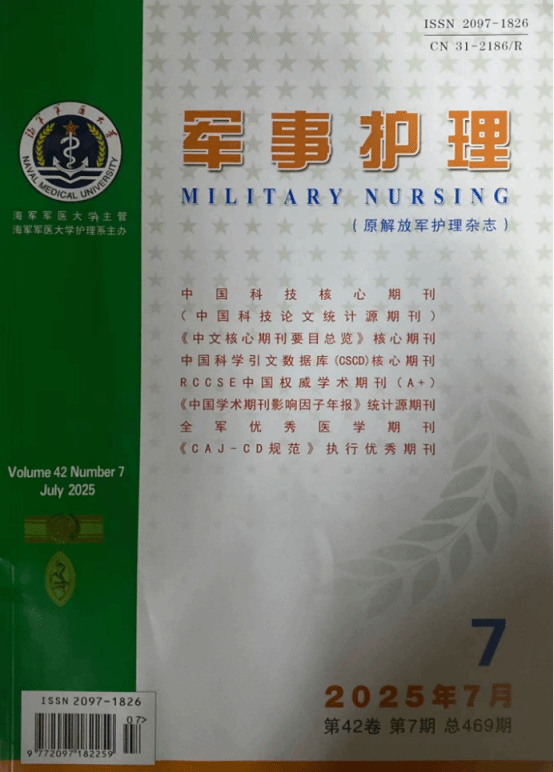 ISSN 2097-1826
CN 31-2186/R
海军军医大学
NAVAL MEDICAL UNIVERSITY
军事护理
MILITARY NURSING
(原解放军护理杂志)
海军军医大学主管
海军军医大学护理系主办
中国科技核心期刊
(中国科技论文统计源期刊)
《中文核心期刊要目总览》核心期刊
中国科学引文数据库(CSCD)核心期刊
RCCSE中国权威学术期刊(A+)
《中国学术期刊影响因子年报》统计源期刊
全军优秀医学期刊
《CAJ-CD规范》执行优秀期刊
Volume 42 Number 7
July 2025
7
2025年7月
第42卷 第7期 总469期
ISSN 2097-1826
07>
9 772097 182259